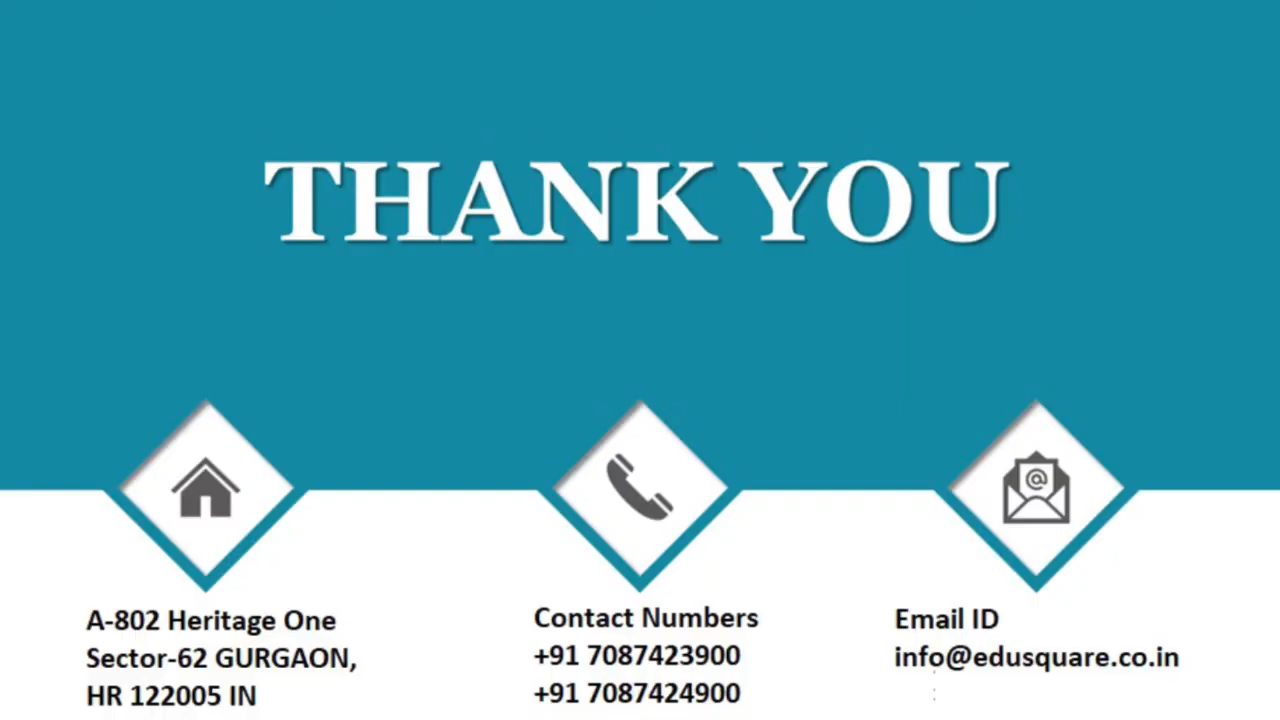 THANK YOU
A-802 Heritage One
Sector-62 GURGAON,
HR 122005 IN
Contact Numbers
+91 7087423900
+91 7087424900
Email ID
info@edusquare.co.in